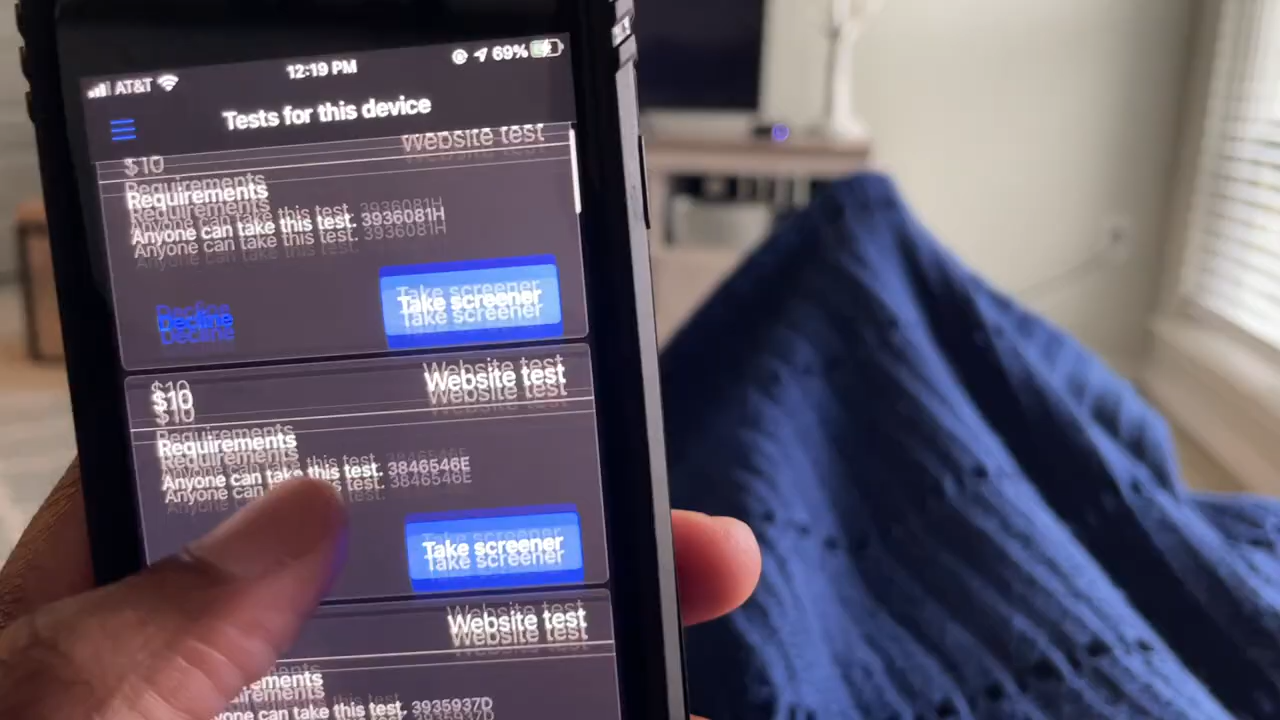 AT&T 12:19 PM 69%
Tests for this device
$10 Website test
Requirements
Anyone can take this test. 3936081H
Decline Take screener
$10 Website test
Requirements
Anyone can take this test. 3846546E
Take screener
Website test
ements
yone can take this test. 3935937D